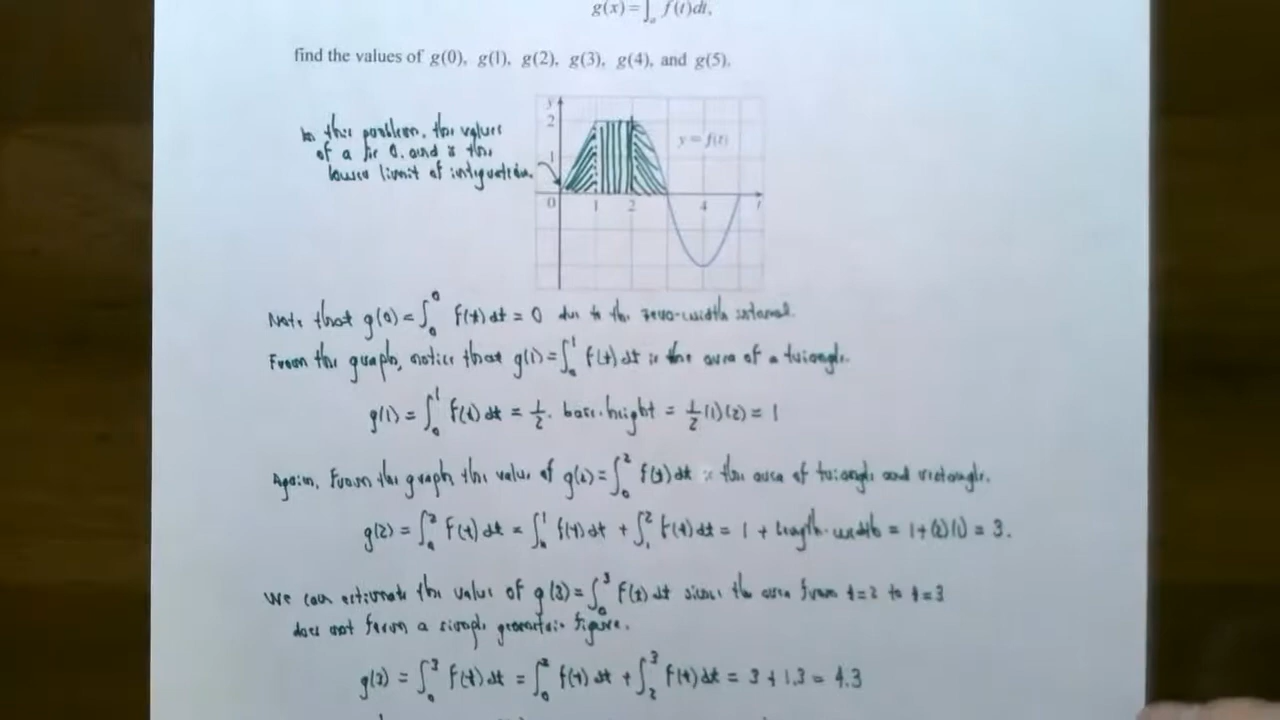 g(x) = ∫ₐ f(t)dt,
find the values of g(0), g(1), g(2), g(3), g(4), and g(5).
In this problem, the values
of a is 0, and is the
lower limit of integration.
y
2
y = f(t)
1
0 1 2 4 t
Note that g(0) = ∫₀⁰ f(t) dt = 0 due to the zero-width interval.
From the graph, notice that g(1) = ∫₀¹ f(t) dt is the area of a triangle.
g(1) = ∫₀¹ f(t) dt = 1/2 · base · height = 1/2 (1)(2) = 1
Again, From the graph the value of g(2) = ∫₀² f(t) dt is the area of triangle and rectangle.
g(2) = ∫₀² f(t) dt = ∫₀¹ f(t) dt + ∫₁² f(t) dt = 1 + length · width = 1 + (2)(1) = 3.
We can estimate the value of g(3) = ∫₀³ f(t) dt since the area from t = 2 to t = 3
does not form a simple geometric figure.
g(3) = ∫₀³ f(t) dt = ∫₀² f(t) dt + ∫₂³ f(t) dt = 3 + 1.3 = 4.3